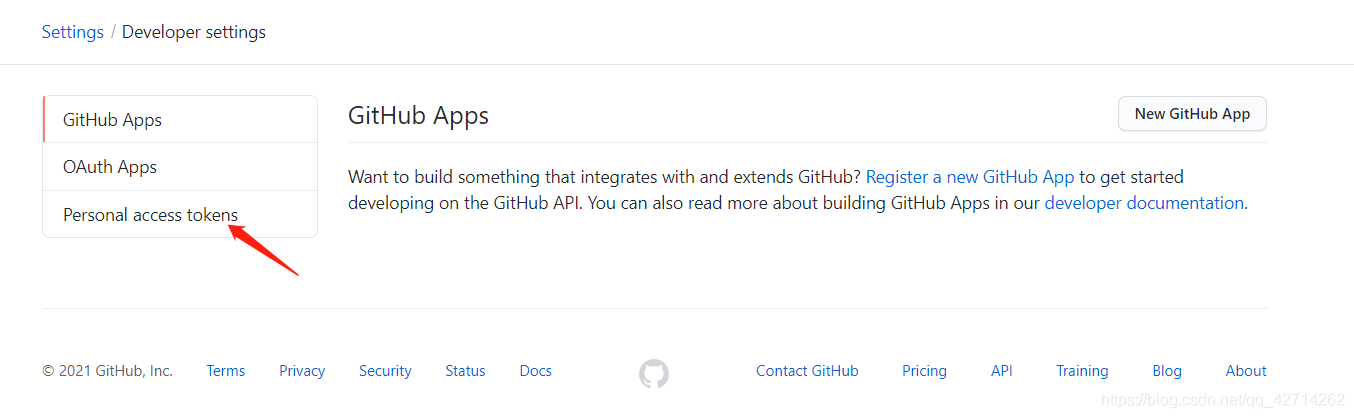 Settings / Developer settings
GitHub Apps
OAuth Apps
Personal access tokens
GitHub Apps
New GitHub App
Want to build something that integrates with and extends GitHub? Register a new GitHub App to get started
developing on the GitHub API. You can also read more about building GitHub Apps in our developer documentation.
© 2021 GitHub, Inc. Terms Privacy Security Status Docs Contact GitHub Pricing API Training Blog About
https://blog.csdn.net/qq_42714262